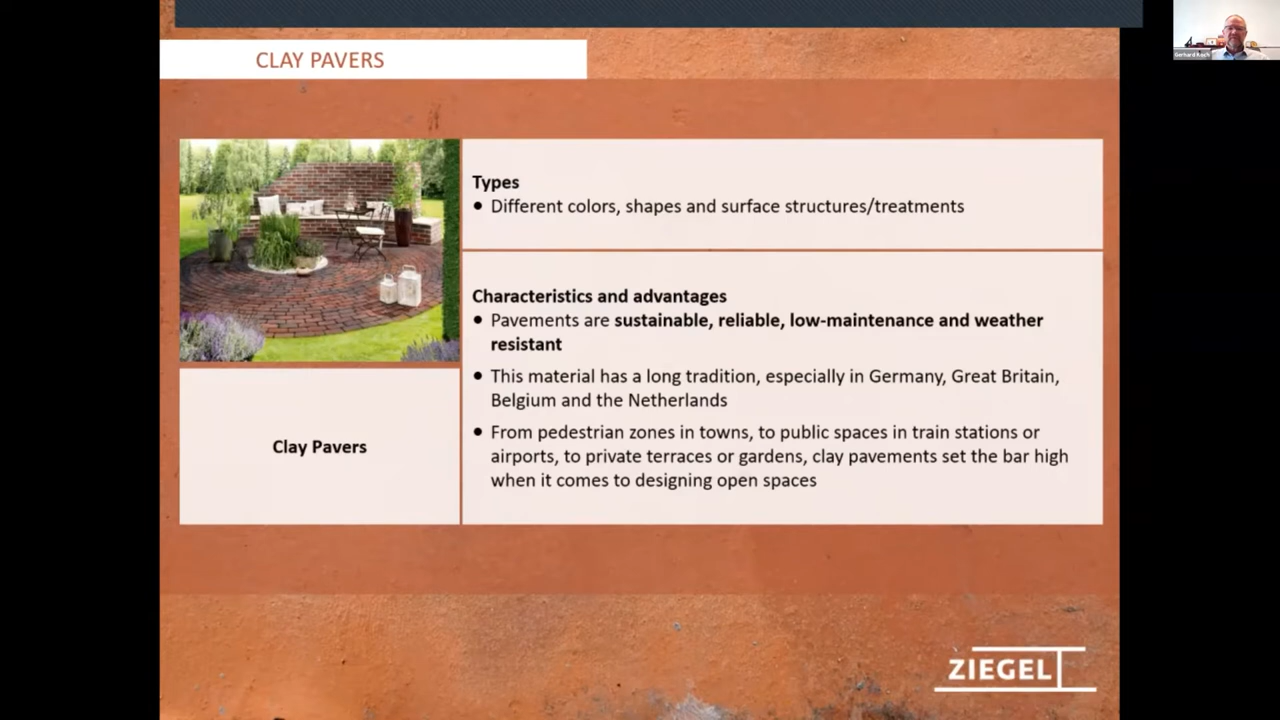 CLAY PAVERS
Gerhard Koch
Types
● Different colors, shapes and surface structures/treatments
Characteristics and advantages
● Pavements are sustainable, reliable, low-maintenance and weather
resistant
● This material has a long tradition, especially in Germany, Great Britain,
Belgium and the Netherlands
● From pedestrian zones in towns, to public spaces in train stations or
airports, to private terraces or gardens, clay pavements set the bar high
when it comes to designing open spaces
Clay Pavers
ZIEGEL